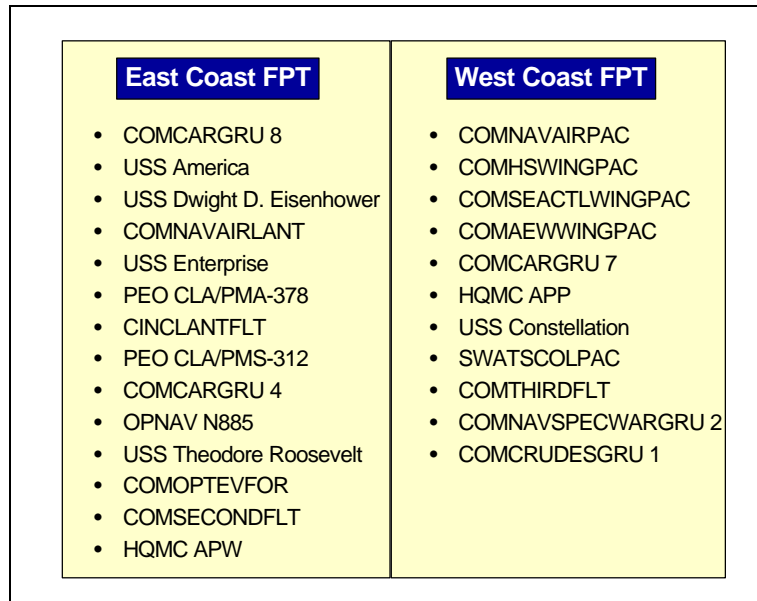 East Coast FPT
• COMCARGRU 8
• USS America
• USS Dwight D. Eisenhower
• COMNAVAIRLANT
• USS Enterprise
• PEO CLA/PMA-378
• CINCLANTFLT
• PEO CLA/PMS-312
• COMCARGRU 4
• OPNAV N885
• USS Theodore Roosevelt
• COMOPTEVFOR
• COMSECONDFLT
• HQMC APW
West Coast FPT
• COMNAVAIRPAC
• COMHSWINGPAC
• COMSEACTLWINGPAC
• COMAEWWINGPAC
• COMCARGRU 7
• HQMC APP
• USS Constellation
• SWATSCOLPAC
• COMTHIRDFLT
• COMNAVSPECWARGRU 2
• COMCRUDESGRU 1